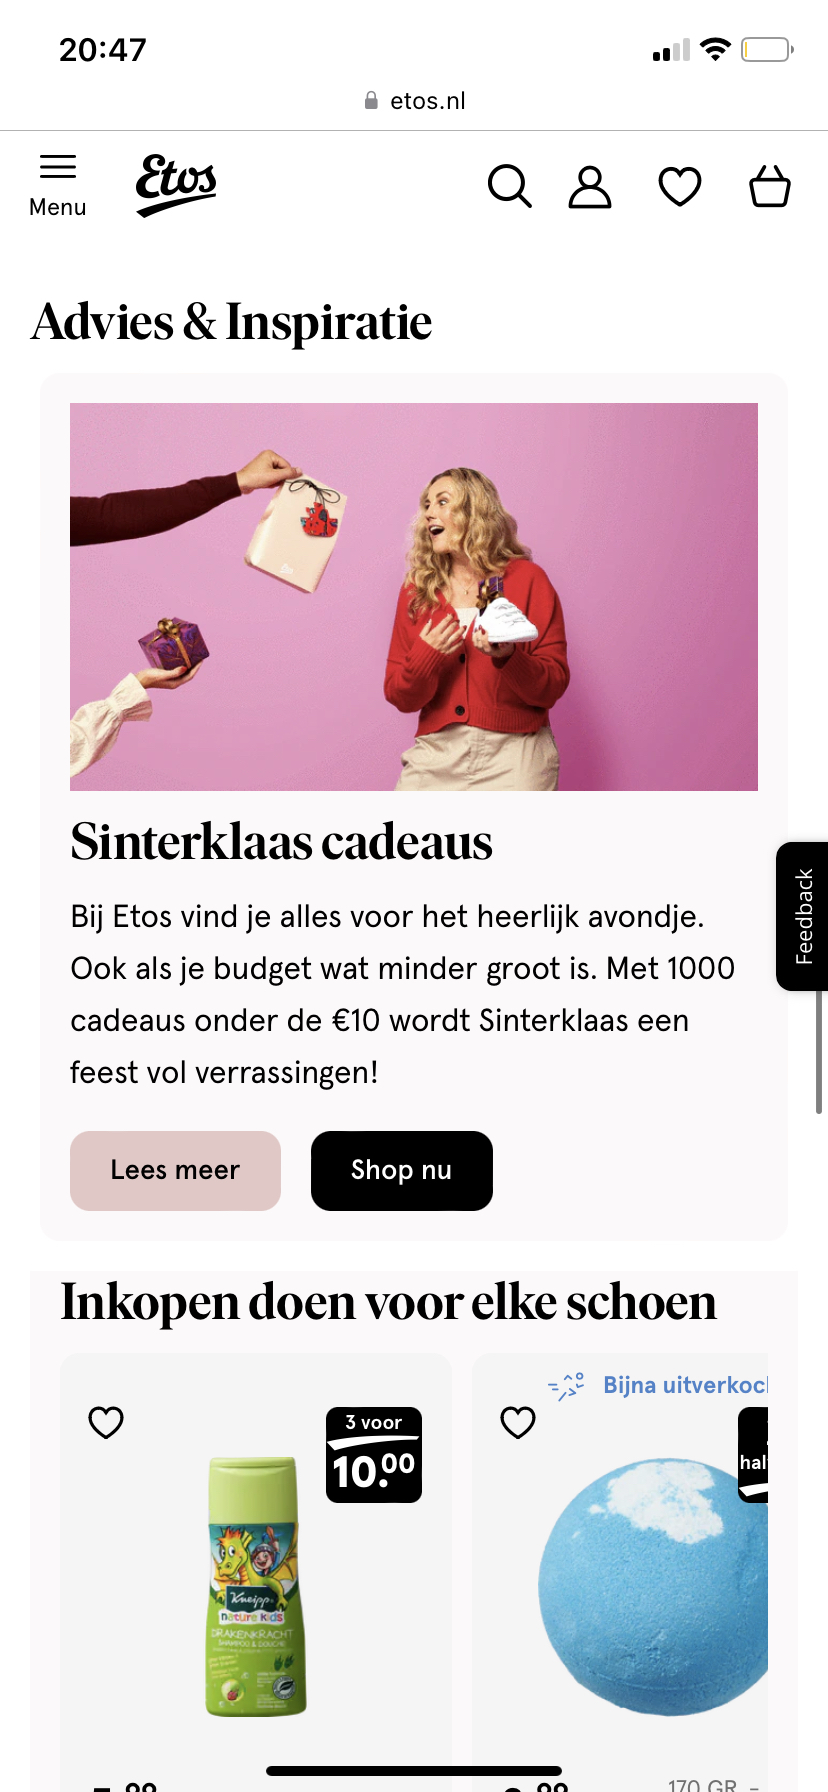 20:47
etos.nl
Menu
Etos
Advies & Inspiratie
Sinterklaas cadeaus
Bij Etos vind je alles voor het heerlijk avondje.
Ook als je budget wat minder groot is. Met 1000
cadeaus onder de €10 wordt Sinterklaas een
feest vol verrassingen!
Feedback
Lees meer
Shop nu
Inkopen doen voor elke schoen
3 voor
10.00
Kneipp
nature kids
DRAKENKRACHT
SHAMPOO & DOUCHE
Bijna uitverkoc
hal
170 GR